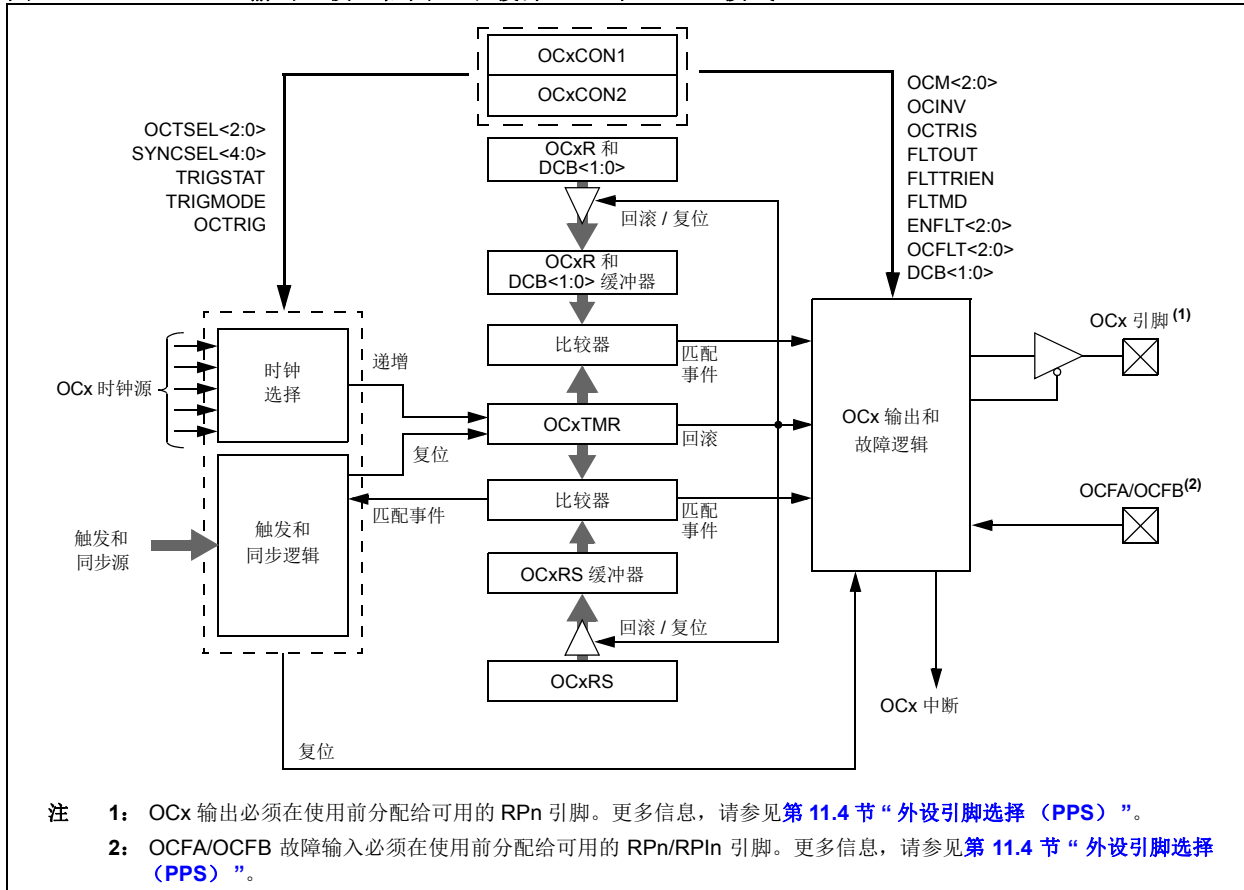 OCxCON1
OCxCON2
OCTSEL<2:0>
SYNCSEL<4:0>
TRIGSTAT
TRIGMODE
OCTRIG
OCM<2:0>
OCINV
OCTRIS
FLTOUT
FLTTRIEN
FLTMD
ENFLT<2:0>
OCFLT<2:0>
DCB<1:0>
OCxR 和
DCB<1:0>
回滚 / 复位
OCxR 和
DCB<1:0> 缓冲器
OCx 时钟源
时钟
选择
递增
比较器
匹配
事件
OCxTMR
回滚
复位
OCx 输出和
故障逻辑
OCx 引脚 (1)
OCFA/OCFB(2)
触发和
同步源
触发和
同步逻辑
匹配事件
比较器
匹配
事件
OCxRS 缓冲器
回滚 / 复位
OCxRS
OCx 中断
复位
注 1： OCx 输出必须在使用前分配给可用的 RPn 引脚。更多信息，请参见第 11.4 节 “ 外设引脚选择 （PPS） ”。
2： OCFA/OCFB 故障输入必须在使用前分配给可用的 RPn/RPIn 引脚。更多信息，请参见第 11.4 节 “ 外设引脚选择
（PPS） ”。